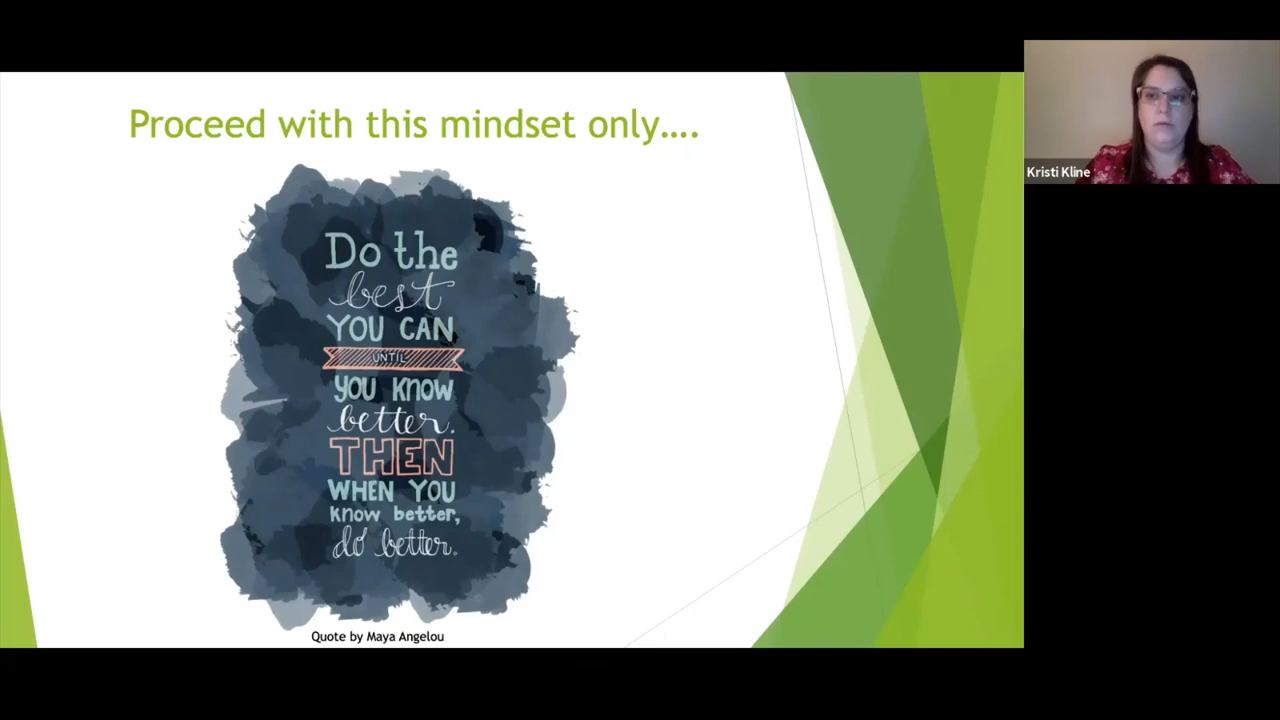 Proceed with this mindset only....
Do the
best
YOU CAN
UNTIL
YOU KNOW
better.
THEN
WHEN YOU
know better,
do better.
Quote by Maya Angelou
Kristi Kline